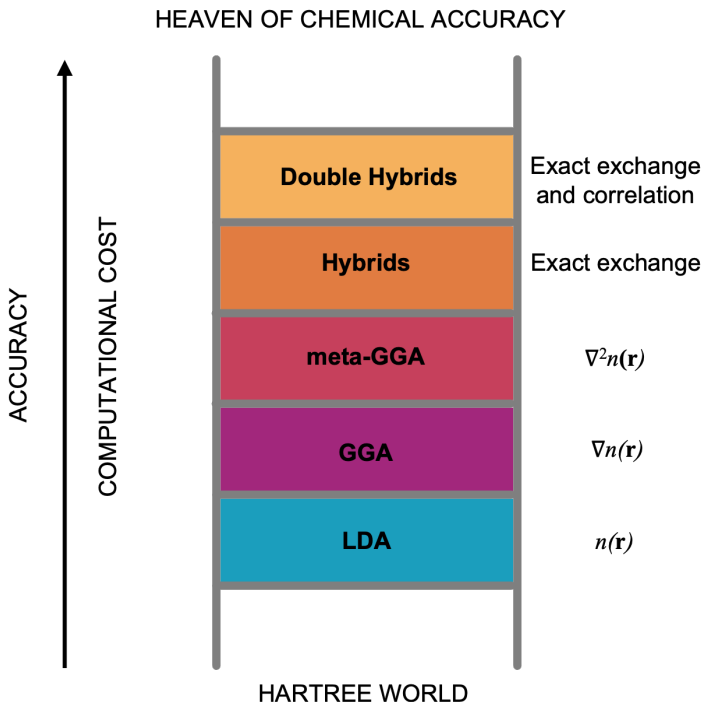 HEAVEN OF CHEMICAL ACCURACY
ACCURACY
COMPUTATIONAL COST
Double Hybrids
Exact exchange
and correlation
Hybrids
Exact exchange
meta-GGA
∇²n(r)
GGA
∇n(r)
LDA
n(r)
HARTREE WORLD